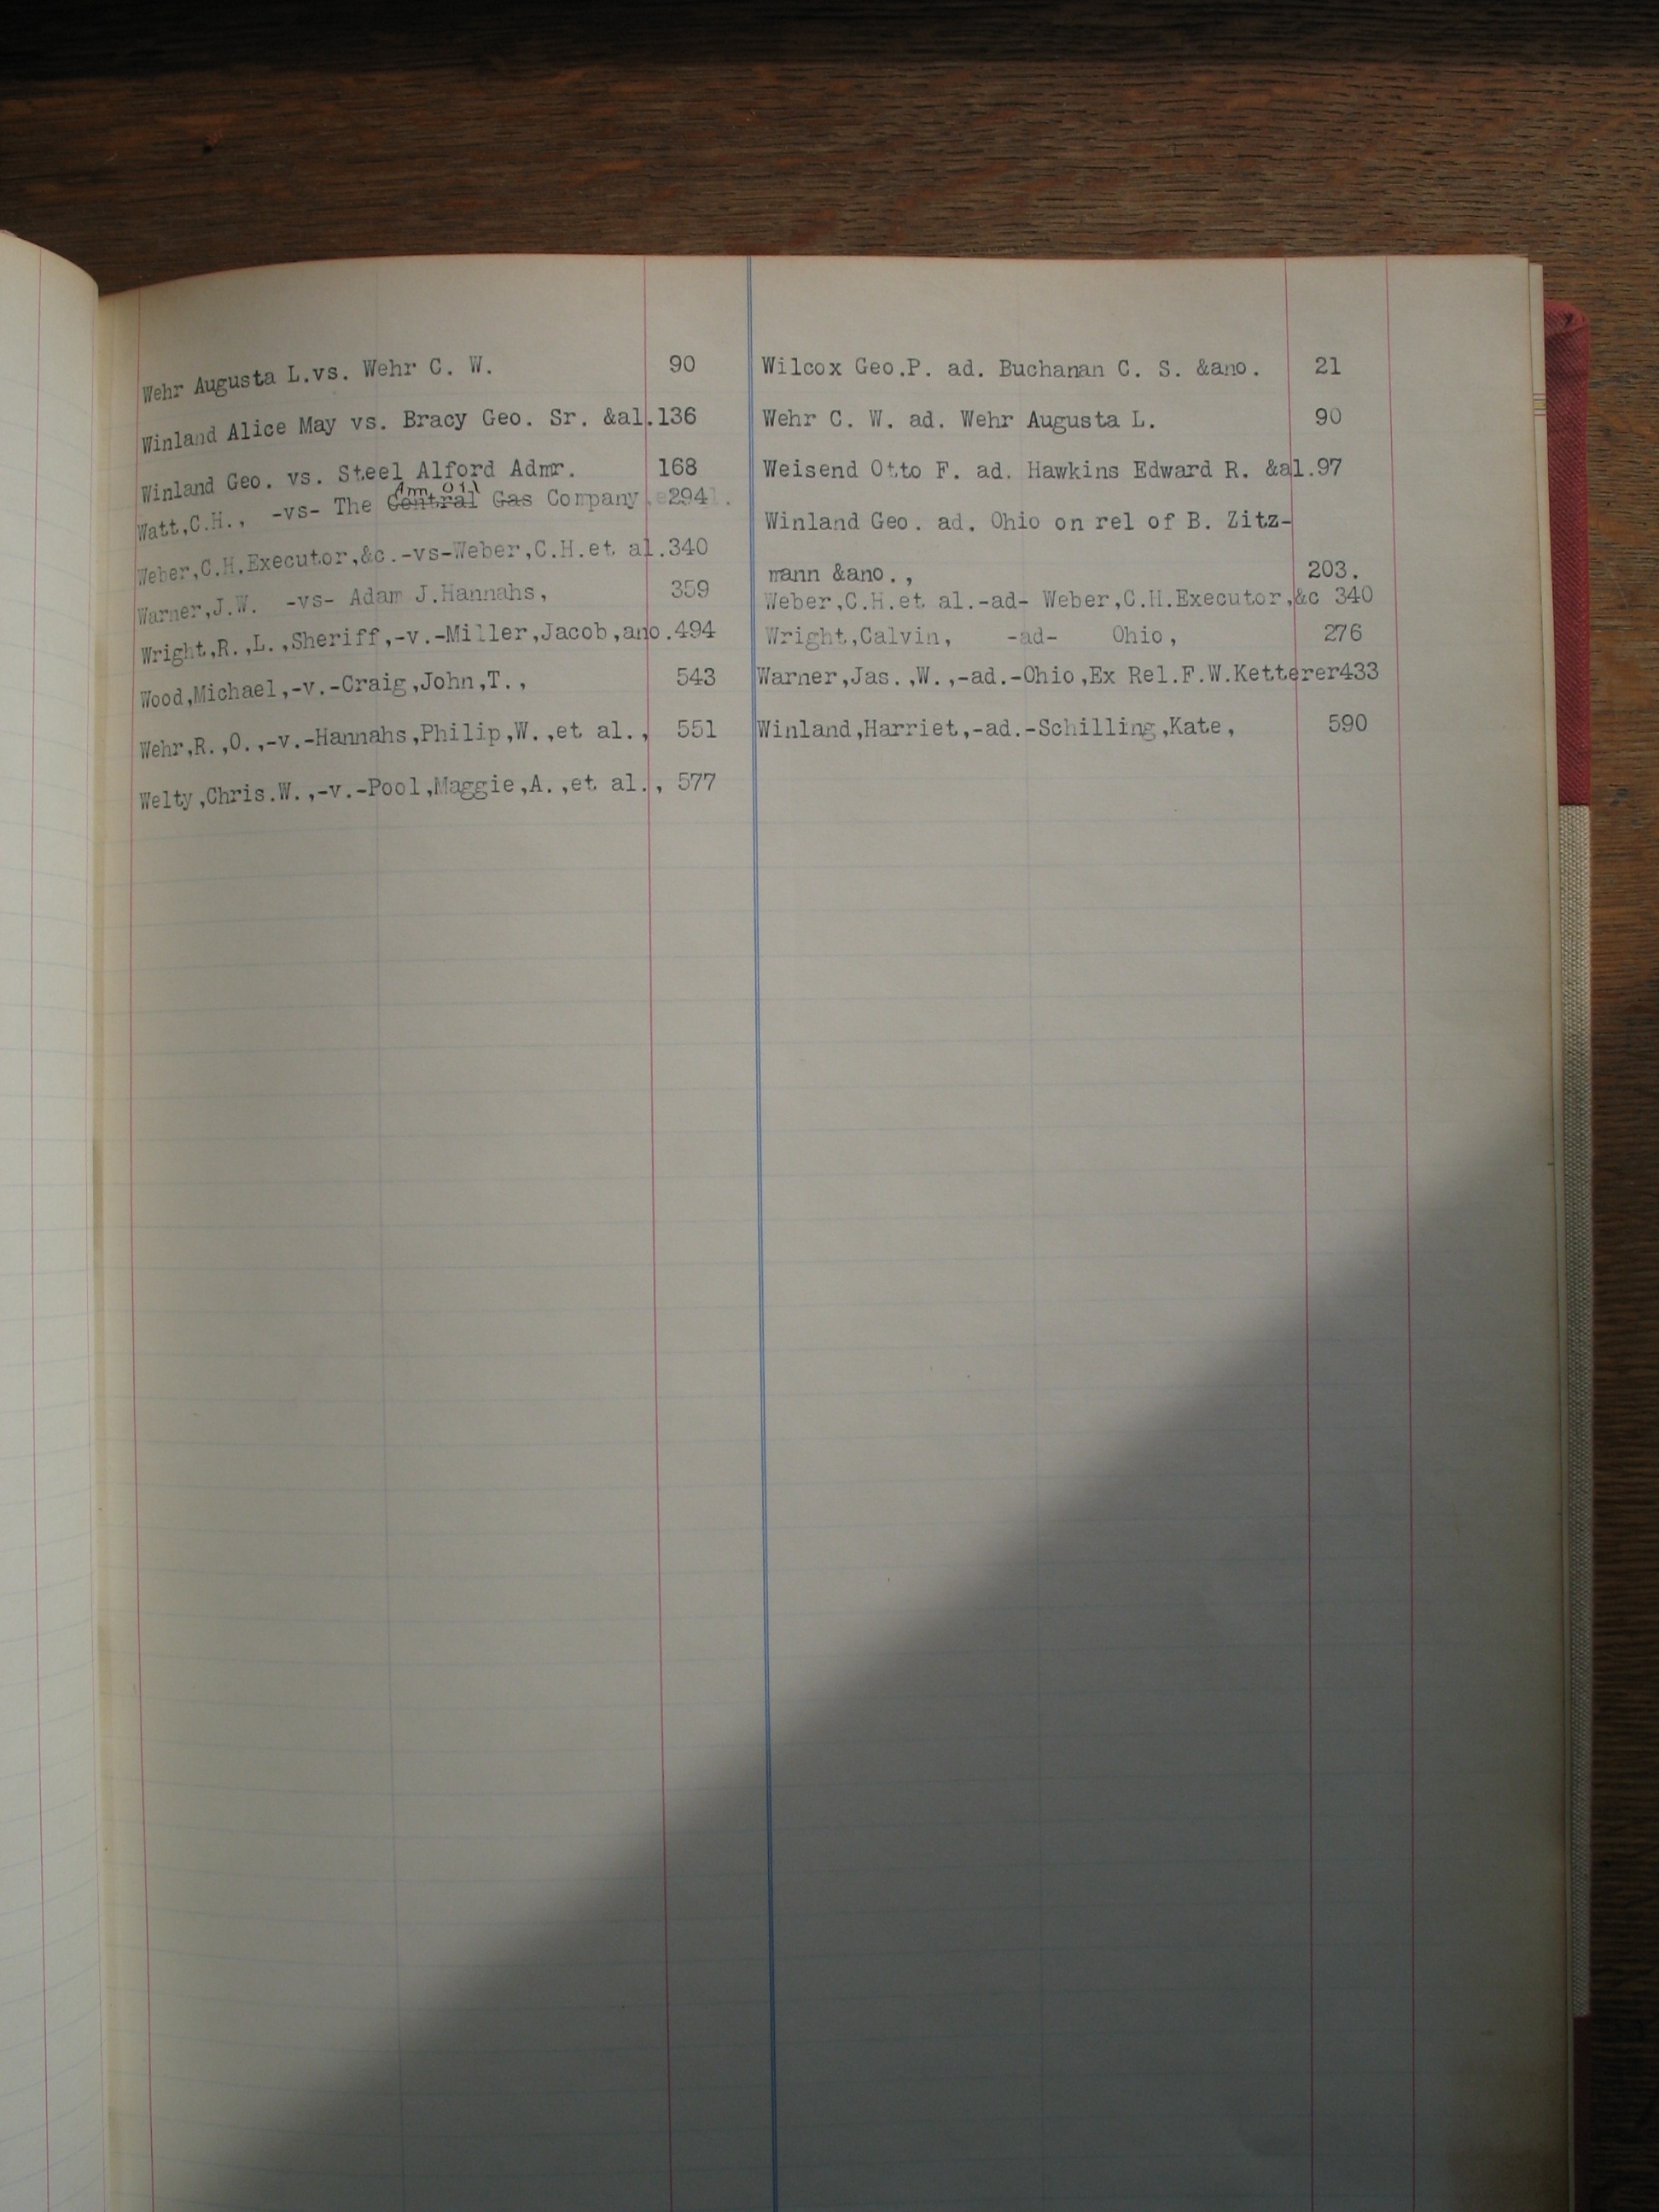 Wehr Augusta L.vs. Wehr C. W. 90
Winland Alice May vs. Bracy Geo. Sr. &al.136
Winland Geo. vs. Steel Alford Admr. 168
Am Oil
Watt,C.H., -vs- The Central Gas Company 294
Weber,C.H.Executor,&c.-vs-Weber,C.H.et al.340
Warner,J.W. -vs- Adam J.Hannahs, 359
Wright,R.,L.,Sheriff,-v.-Miller,Jacob,ano.494
Wood,Michael,-v.-Craig,John,T., 543
Wehr,R.,O.,-v.-Hannahs,Philip,W.,et al., 551
Welty,Chris.W.,-v.-Pool,Maggie,A.,et al., 577
Wilcox Geo.P. ad. Buchanan C. S. &ano. 21
Wehr C. W. ad. Wehr Augusta L. 90
Weisend Otto F. ad. Hawkins Edward R. &al.97
Winland Geo. ad. Ohio on rel of B. Zitz-
mann &ano., 203.
Weber,C.H.et al.-ad- Weber,C.H.Executor,&c 340
Wright,Calvin, -ad- Ohio, 276
Warner,Jas.,W.,-ad.-Ohio,Ex Rel.F.W.Ketterer433
Winland,Harriet,-ad.-Schilling,Kate, 590